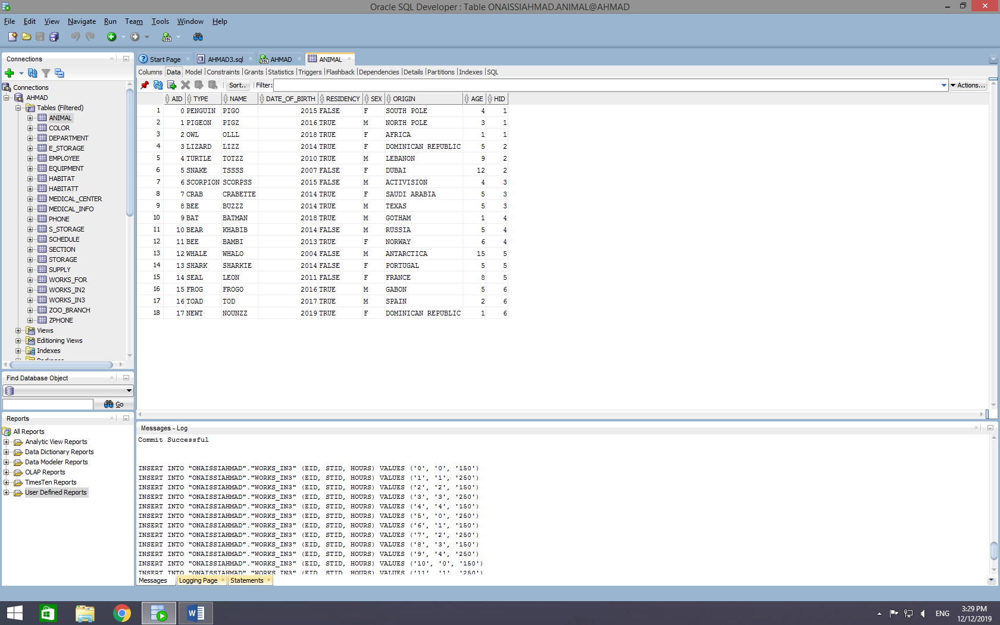 Oracle SQL Developer : Table ONAISSIAHMAD.ANIMAL@AHMAD
File Edit View Navigate Run Team Tools Window Help
Connections
Connections
AHMAD
Tables (Filtered)
ANIMAL
COLOR
DEPARTMENT
E_STORAGE
EMPLOYEE
EQUIPMENT
HABITAT
HABITATT
MEDICAL_CENTER
MEDICAL_INFO
PHONE
S_STORAGE
SCHEDULE
SECTION
STORAGE
SUPPLY
WORKS_FOR
WORKS_IN2
WORKS_IN3
ZOO_BRANCH
ZPHONE
Views
Editioning Views
Indexes
Find Database Object
Go
Reports
All Reports
Analytic View Reports
Data Dictionary Reports
Data Modeler Reports
OLAP Reports
TimesTen Reports
User Defined Reports
Start Page AHMAD3.sql AHMAD ANIMAL
Columns Data Model Constraints Grants Statistics Triggers Flashback Dependencies Details Partitions Indexes SQL
Sort.. Filter: Actions...
AID TYPE NAME DATE_OF_BIRTH RESIDENCY SEX ORIGIN AGE HID
1 0 PENGUIN PIGO 2015 FALSE F SOUTH POLE 4 1
2 1 PIGEON PIGZ 2016 TRUE M NORTH POLE 3 1
3 2 OWL OLLL 2018 TRUE F AFRICA 1 1
4 3 LIZARD LIZZ 2014 TRUE F DOMINICAN REPUBLIC 5 2
5 4 TURTLE TOTZZ 2010 TRUE M LEBANON 9 2
6 5 SNAKE TSSSS 2007 FALSE F DUBAI 12 2
7 6 SCORPION SCORPSS 2015 FALSE M ACTIVISION 4 3
8 7 CRAB CRABETTE 2014 TRUE F SAUDI ARABIA 5 3
9 8 BEE BUZZZ 2014 TRUE M TEXAS 5 3
10 9 BAT BATMAN 2018 TRUE M GOTHAM 1 4
11 10 BEAR KHABIB 2014 FALSE M RUSSIA 5 4
12 11 BEE BAMBI 2013 TRUE F NORWAY 6 4
13 12 WHALE WHALO 2004 FALSE M ANTARCTICA 15 5
14 13 SHARK SHARKIE 2014 FALSE F PORTUGAL 5 5
15 14 SEAL LEON 2011 FALSE F FRANCE 8 5
16 15 FROG FROGO 2016 TRUE M GABON 5 6
17 16 TOAD TOD 2017 TRUE M SPAIN 2 6
18 17 NEWT NOUNZZ 2019 TRUE F DOMINICAN REPUBLIC 1 6
Messages - Log
Commit Successful
INSERT INTO "ONAISSIAHMAD"."WORKS_IN3" (EID, STID, HOURS) VALUES ('0', '0', '150')
INSERT INTO "ONAISSIAHMAD"."WORKS_IN3" (EID, STID, HOURS) VALUES ('1', '1', '250')
INSERT INTO "ONAISSIAHMAD"."WORKS_IN3" (EID, STID, HOURS) VALUES ('2', '2', '150')
INSERT INTO "ONAISSIAHMAD"."WORKS_IN3" (EID, STID, HOURS) VALUES ('3', '3', '250')
INSERT INTO "ONAISSIAHMAD"."WORKS_IN3" (EID, STID, HOURS) VALUES ('4', '4', '150')
INSERT INTO "ONAISSIAHMAD"."WORKS_IN3" (EID, STID, HOURS) VALUES ('5', '0', '250')
INSERT INTO "ONAISSIAHMAD"."WORKS_IN3" (EID, STID, HOURS) VALUES ('6', '1', '150')
INSERT INTO "ONAISSIAHMAD"."WORKS_IN3" (EID, STID, HOURS) VALUES ('7', '2', '250')
INSERT INTO "ONAISSIAHMAD"."WORKS_IN3" (EID, STID, HOURS) VALUES ('8', '3', '150')
INSERT INTO "ONAISSIAHMAD"."WORKS_IN3" (EID, STID, HOURS) VALUES ('9', '4', '250')
INSERT INTO "ONAISSIAHMAD"."WORKS_IN3" (EID, STID, HOURS) VALUES ('10', '0', '150')
INSERT INTO "ONAISSIAHMAD"."WORKS_IN3" (EID, STID, HOURS) VALUES ('11', '1', '250')
Messages Logging Page Statements
ENG
3:29 PM
12/12/2019